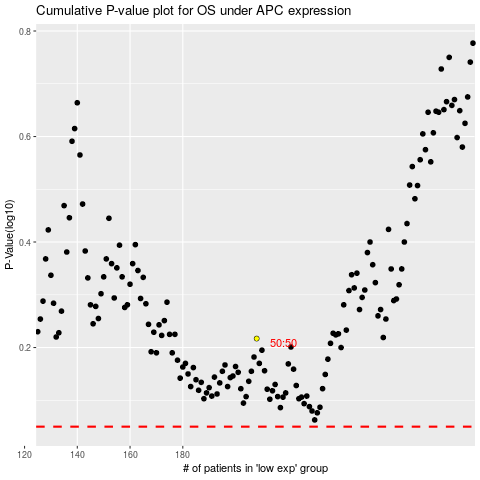 Cumulative P-value plot for OS under APC expression
P-Value(log10)
0.8
0.6
0.4
0.2
50:50
120 140 160 180
# of patients in 'low exp' group